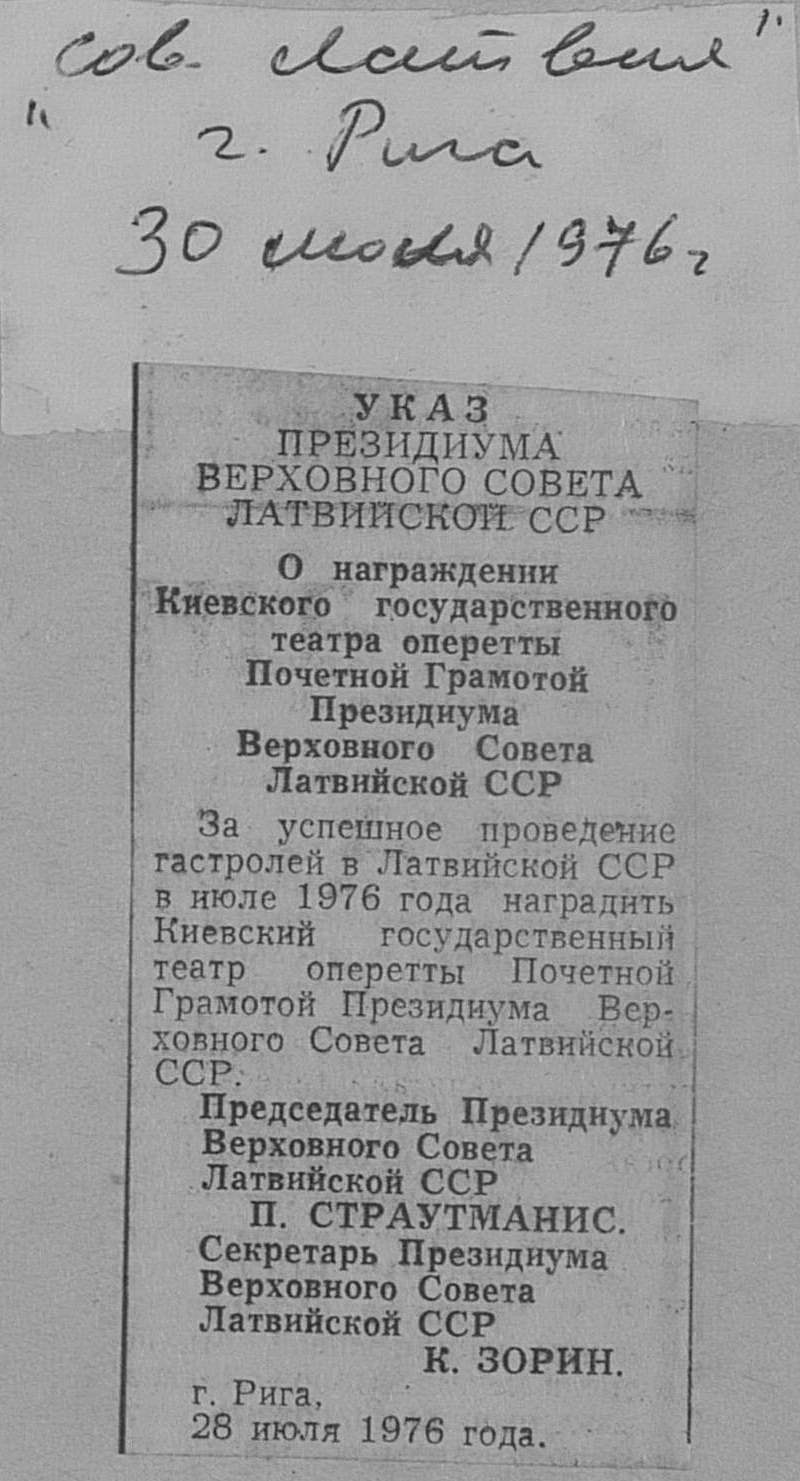 сов. Латвия"
" г. Рига
30 июля 1976 г
УКАЗ
ПРЕЗИДИУМА
ВЕРХОВНОГО СОВЕТА
ЛАТВИЙСКОЙ ССР
О награждении
Киевского государственного
театра оперетты
Почетной Грамотой
Президиума
Верховного Совета
Латвийской ССР
За успешное проведение
гастролей в Латвийской ССР
в июле 1976 года наградить
Киевский государственный
театр оперетты Почетной
Грамотой Президиума Вер-
ховного Совета Латвийской
ССР.
Председатель Президиума
Верховного Совета
Латвийской ССР
П. СТРАУТМАНИС.
Секретарь Президиума
Верховного Совета
Латвийской ССР
К. ЗОРИН.
г. Рига,
28 июля 1976 года.